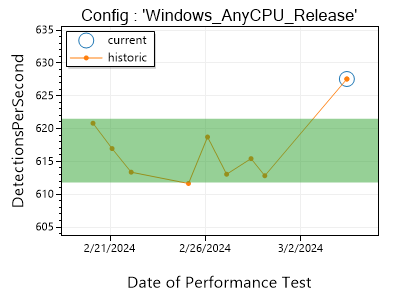 Config : 'Windows_AnyCPU_Release'
current
historic
635
630
625
620
615
610
605
DetectionsPerSecond
2/21/2024
2/26/2024
3/2/2024
Date of Performance Test